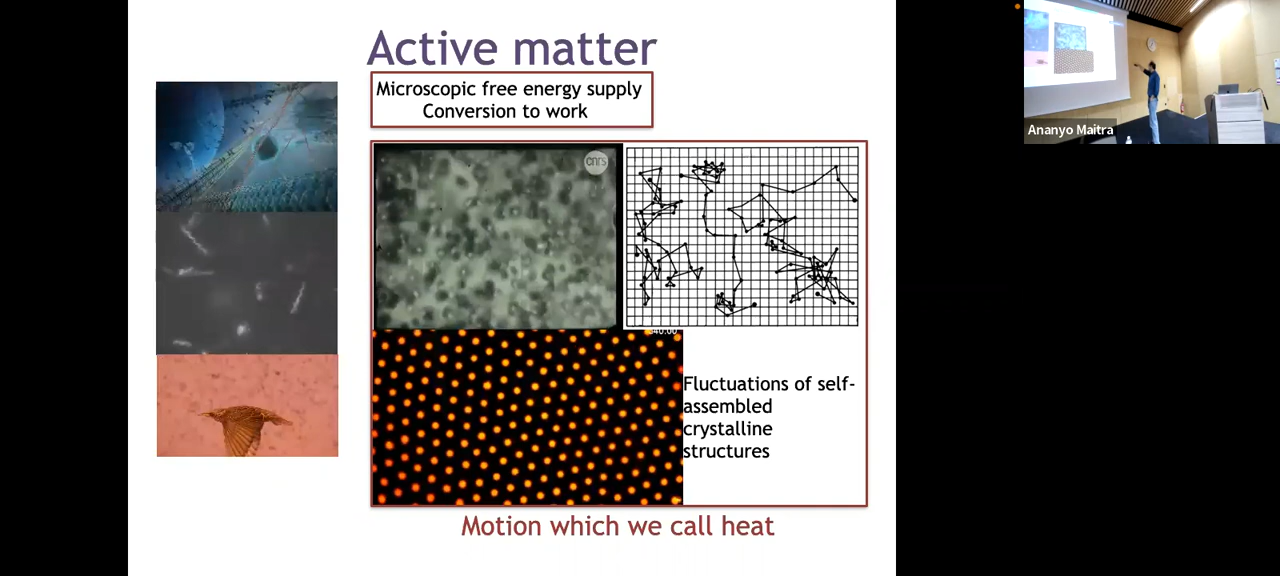 Active matter
Microscopic free energy supply
Conversion to work
cnrs
Fluctuations of self-
assembled
crystalline
structures
Motion which we call heat
Ananyo Maitra